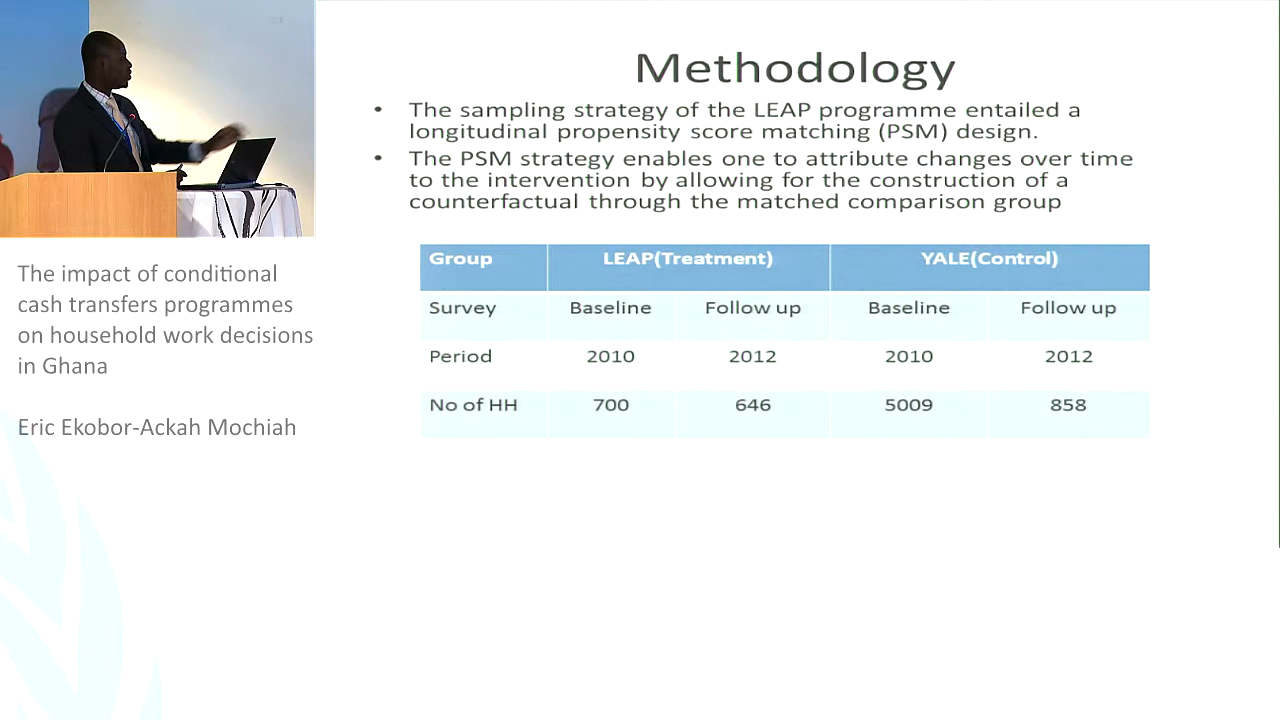 Methodology
• The sampling strategy of the LEAP programme entailed a
longitudinal propensity score matching (PSM) design.
• The PSM strategy enables one to attribute changes over time
to the intervention by allowing for the construction of a
counterfactual through the matched comparison group
Group LEAP(Treatment) YALE(Control)
Survey Baseline Follow up Baseline Follow up
Period 2010 2012 2010 2012
No of HH 700 646 5009 858
The impact of conditional
cash transfers programmes
on household work decisions
in Ghana
Eric Ekobor-Ackah Mochiah